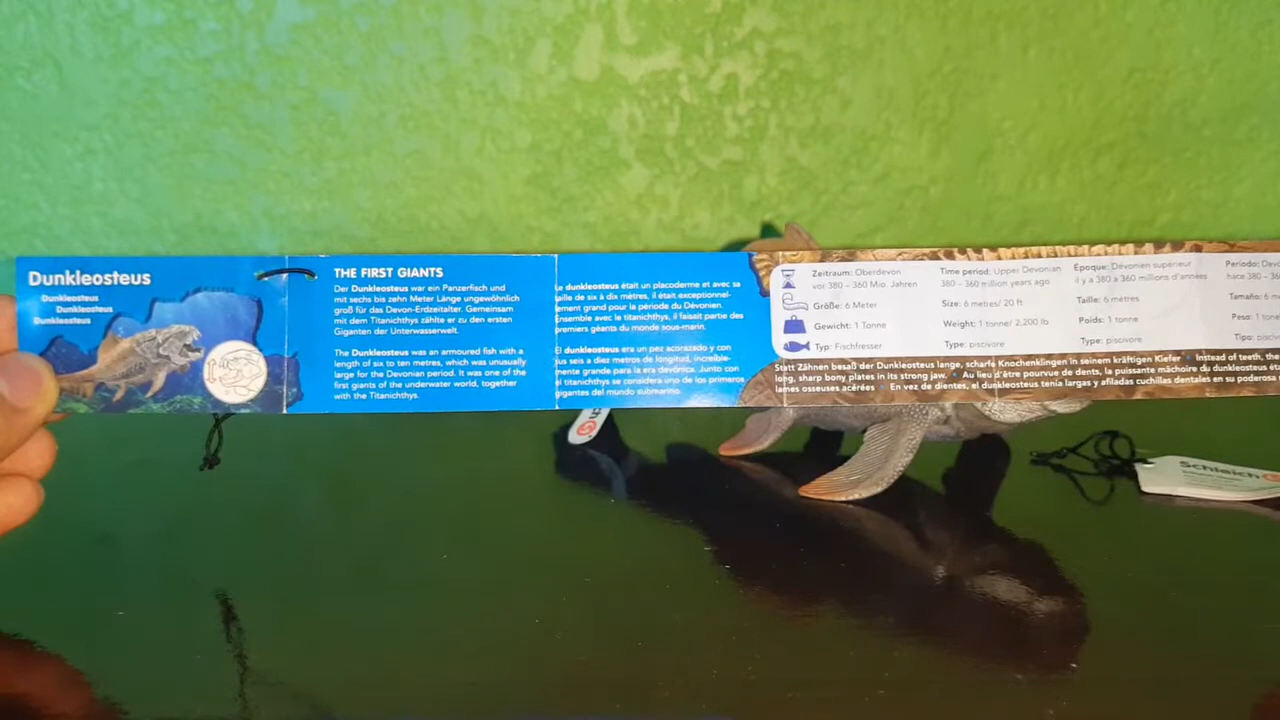 Dunkleosteus
Dunkleosteus
Dunkleosteus
Dunkleosteus
THE FIRST GIANTS
Der Dunkleosteus war ein Panzerfisch und
mit sechs bis zehn Meter Länge ungewöhnlich
groß für das Devon-Erdzeitalter. Gemeinsam
mit dem Titanichthys zählte er zu den ersten
Giganten der Unterwasserwelt.
The Dunkleosteus was an armoured fish with a
length of six to ten metres, which was unusually
large for the Devonian period. It was one of the
first giants of the underwater world, together
with the Titanichthys.
Le dunkleosteus était un placoderme et avec sa
taille de six à dix mètres, il était exceptionnel-
lement grand pour la période du Dévonien.
Ensemble avec le titanichthys, il faisait partie des
premiers géants du monde sous-marin.
El dunkleosteus era un pez acorazado y con
sus seis a diez metros de longitud, increíble-
mente grande para la era devónica. Junto con
el titanichthys se considera uno de los primeros
gigantes del mundo submarino.
Zeitraum: Oberdevon
vor 380 – 360 Mio. Jahren
Größe: 6 Meter
Gewicht: 1 Tonne
Typ: Fischfresser
Time period: Upper Devonian
380 – 360 million years ago
Size: 6 metres/ 20 ft
Weight: 1 tonne/ 2,200 lb
Type: piscivore
Époque: Dévonien supérieur
il y a 380 à 360 millions d'années
Taille: 6 mètres
Poids: 1 tonne
Type: piscivore
Periodo: Devo
hace 380 – 36
Tamaño: 6 m
Peso: 1 tone
Tipo: pisciv
Statt Zähnen besaß der Dunkleosteus lange, scharfe Knochenklingen in seinem kräftigen Kiefer • Instead of teeth, the
long, sharp bony plates in its strong jaw. • Au lieu d'être pourvue de dents, la puissante mâchoire du dunkleosteus éta
lames osseuses acérées • En vez de dientes, el dunkleosteus tenía largas y afiladas cuchillas dentales en su poderosa
ch
Schleich